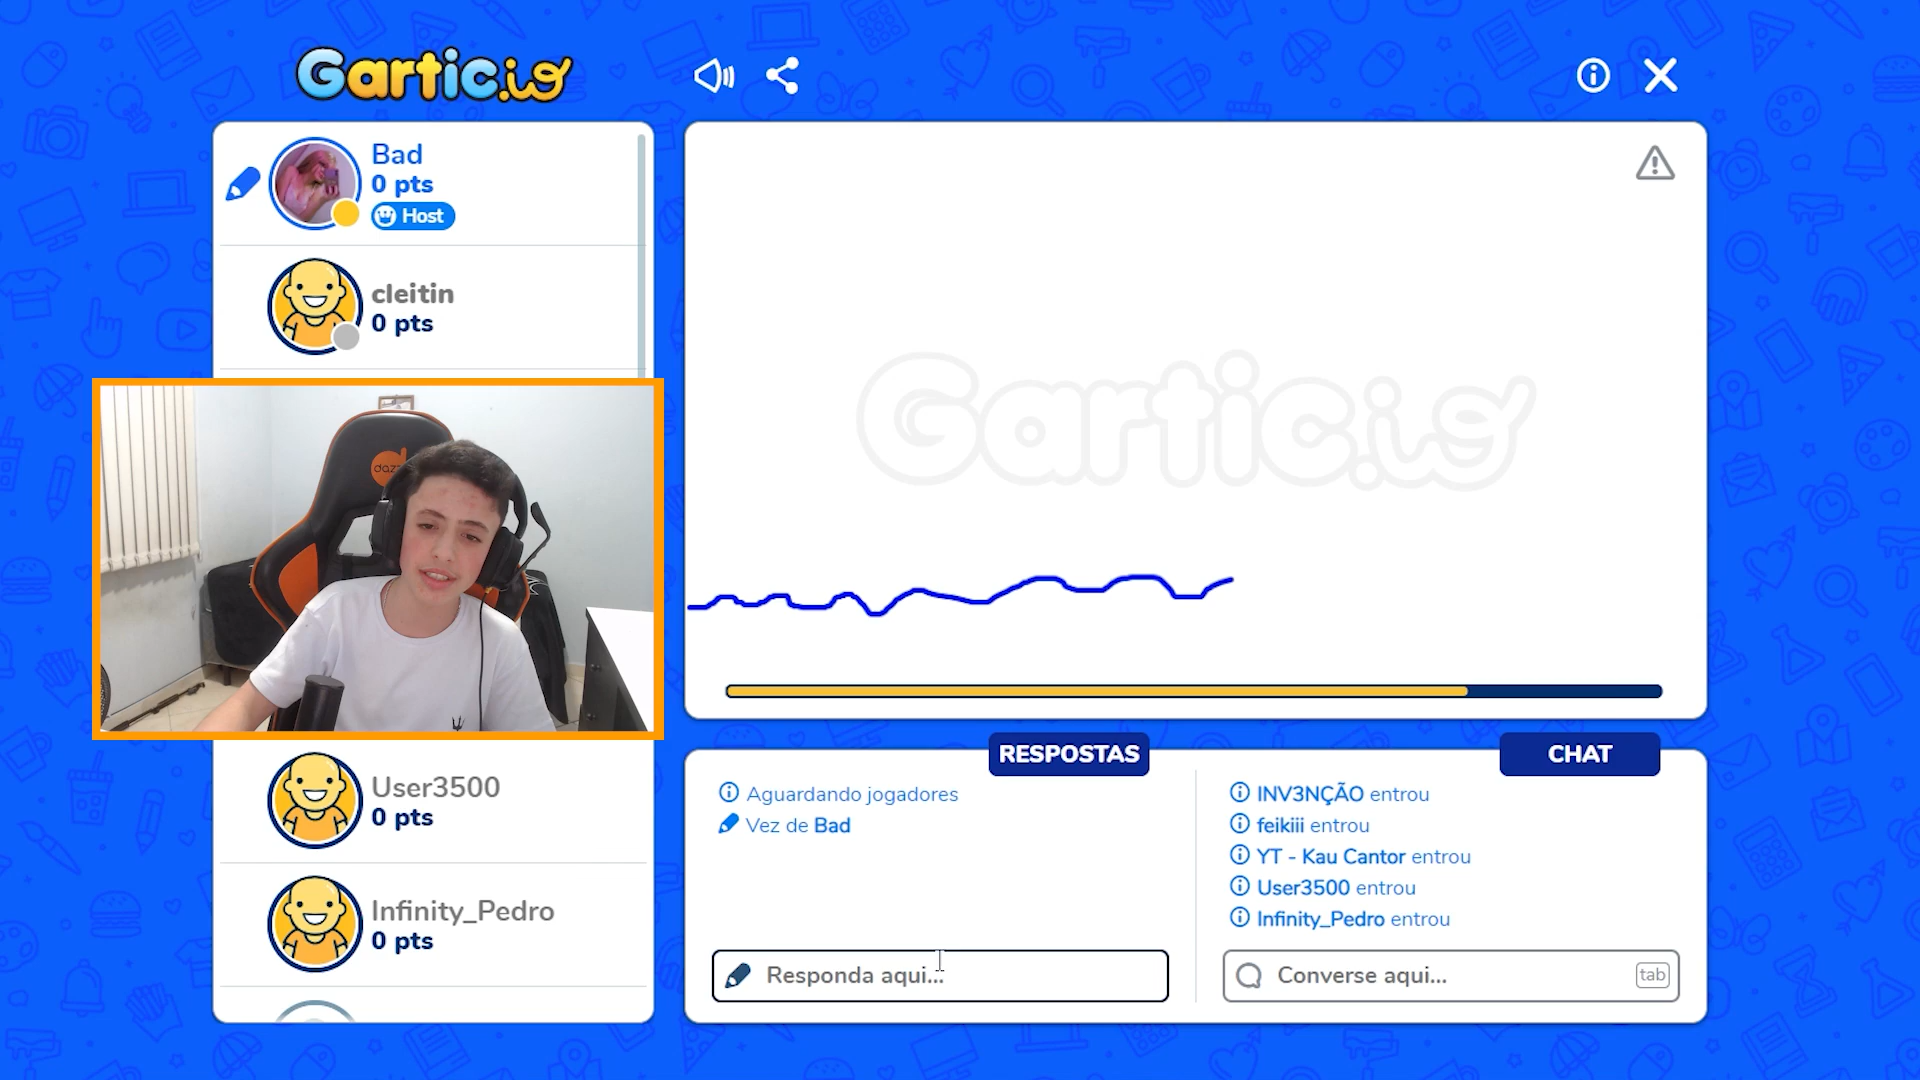 Gartic.io
Bad
0 pts
Host
cleitin
0 pts
daz
User3500
0 pts
Infinity_Pedro
0 pts
Gartic.io
RESPOSTAS
Aguardando jogadores
Vez de Bad
Responda aqui...
CHAT
INV3NÇÃO entrou
feikiii entrou
YT - Kau Cantor entrou
User3500 entrou
Infinity_Pedro entrou
Converse aqui...
tab